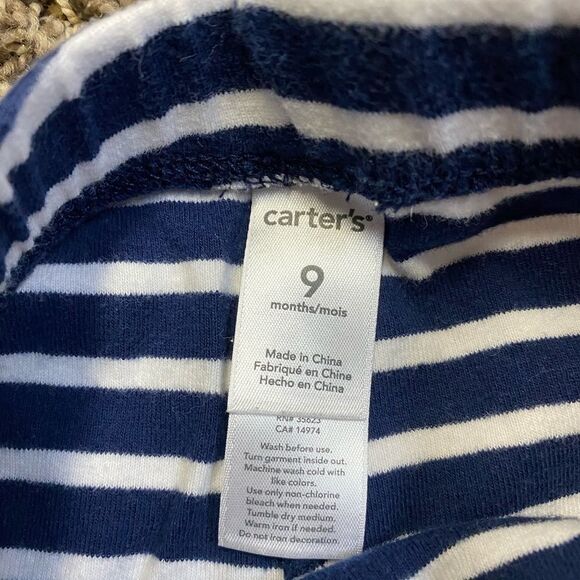 carter's®
9
months/mois
Made in China
Fabriqué en Chine
Hecho en China
RN# 35623
CA# 14974
Wash before use.
Turn garment inside out.
Machine wash cold with
like colors.
Use only non-chlorine
bleach when needed.
Tumble dry medium.
Warm iron if needed.
Do not iron decoration.